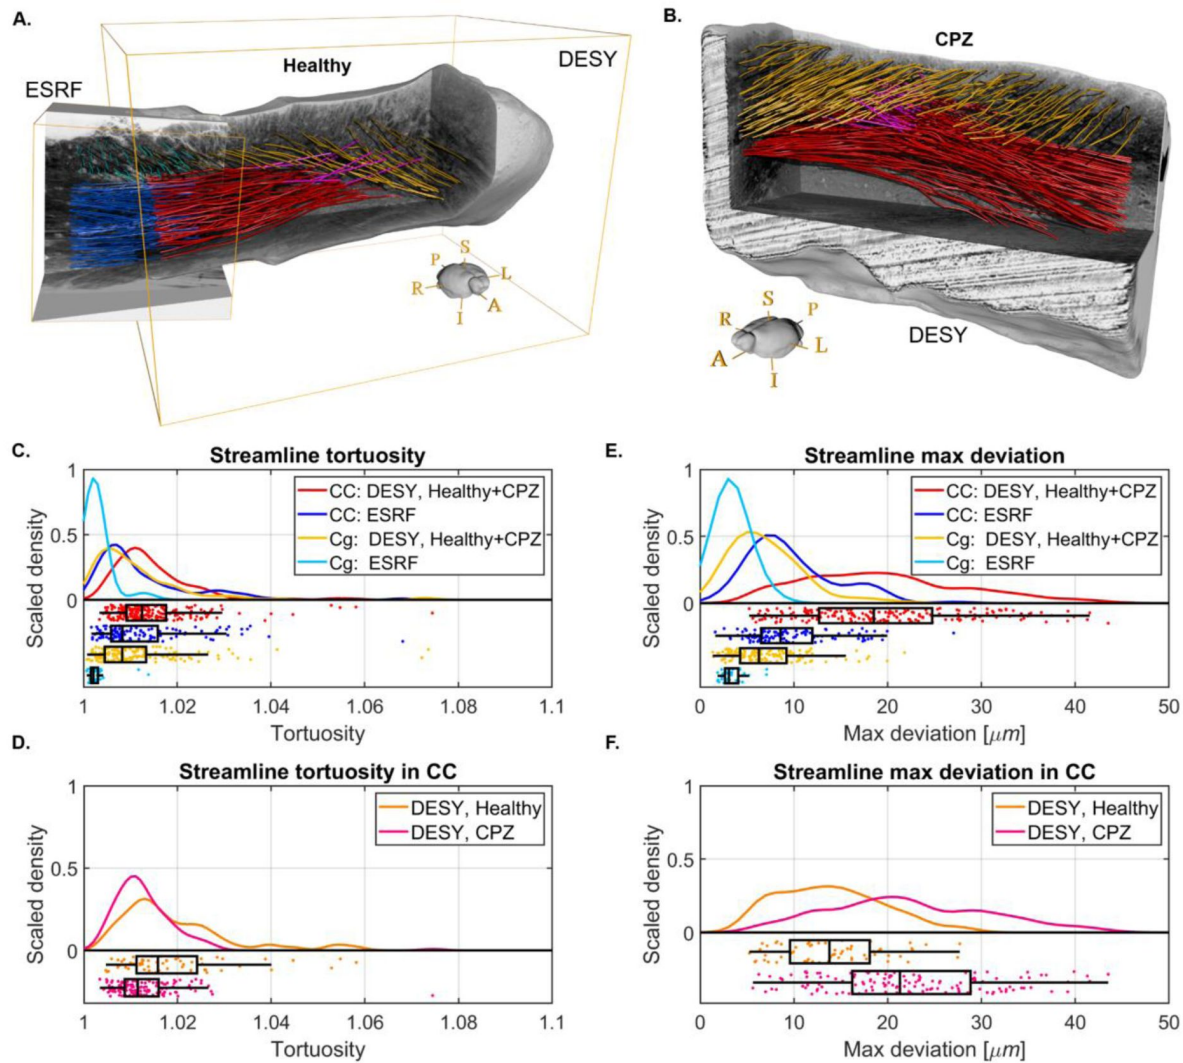 A.
ESRF
Healthy
DESY
S
P
L
R
A
I
B.
CPZ
S
R
P
A
L
I
DESY
C.
Streamline tortuosity
1
0.5
0
Scaled density
CC: DESY, Healthy+CPZ
CC: ESRF
Cg: DESY, Healthy+CPZ
Cg: ESRF
1 1.02 1.04 1.06 1.08 1.1
Tortuosity
E.
Streamline max deviation
1
0.5
0
Scaled density
CC: DESY, Healthy+CPZ
CC: ESRF
Cg: DESY, Healthy+CPZ
Cg: ESRF
0 10 20 30 40 50
Max deviation [μm]
D.
Streamline tortuosity in CC
1
0.5
0
Scaled density
DESY, Healthy
DESY, CPZ
1 1.02 1.04 1.06 1.08 1.1
Tortuosity
F.
Streamline max deviation in CC
1
0.5
0
Scaled density
DESY, Healthy
DESY, CPZ
0 10 20 30 40 50
Max deviation [μm]